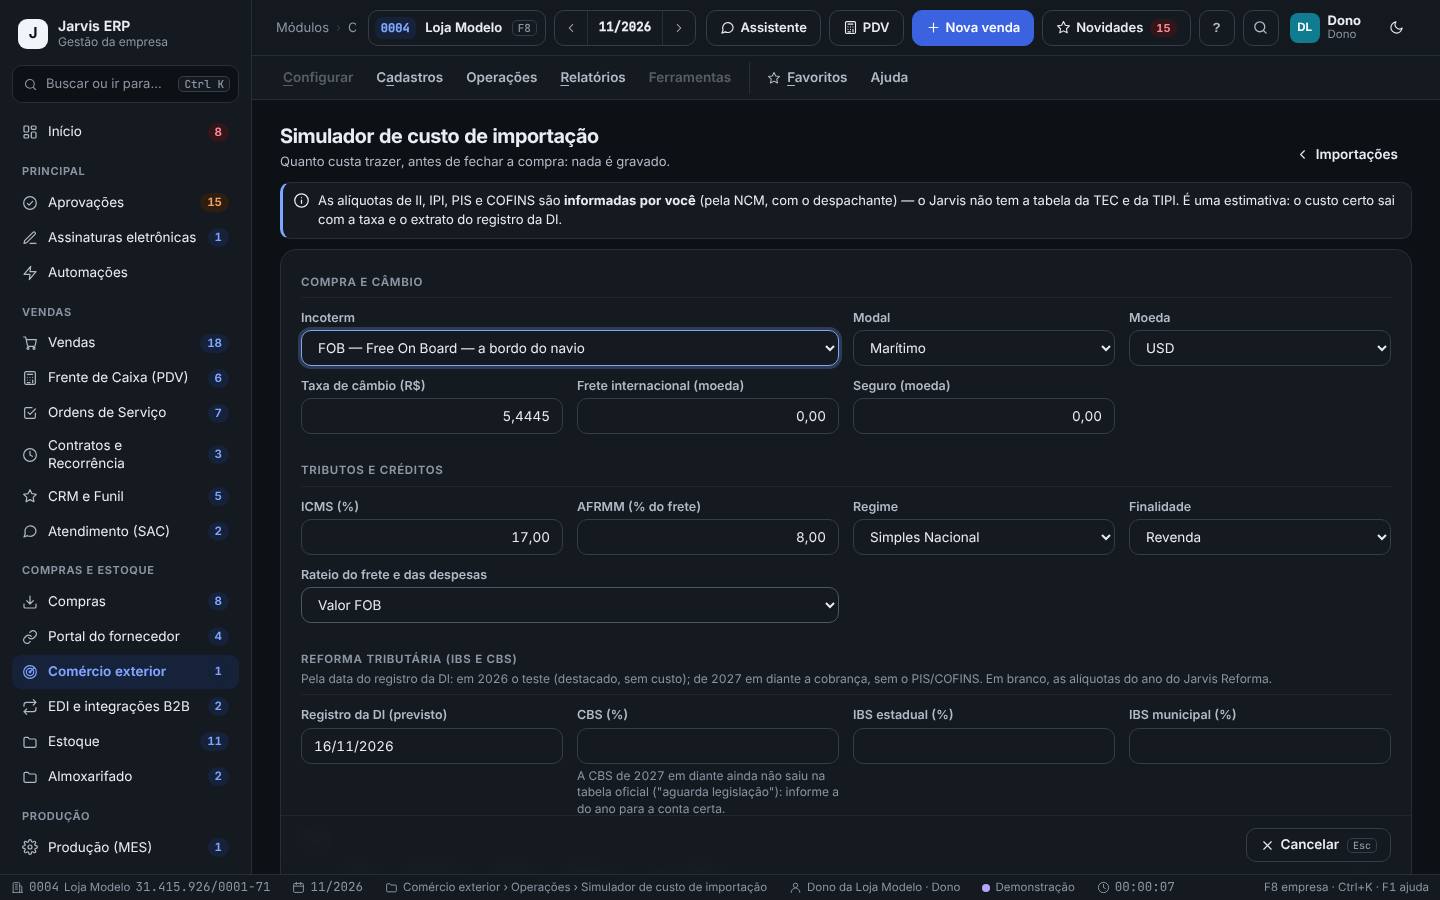 J
Jarvis ERP
Gestão da empresa
Buscar ou ir para...
Ctrl K
Início
8
PRINCIPAL
Aprovações
15
Assinaturas eletrônicas
1
Automações
VENDAS
Vendas
18
Frente de Caixa (PDV)
6
Ordens de Serviço
7
Contratos e
Recorrência
3
CRM e Funil
5
Atendimento (SAC)
2
COMPRAS E ESTOQUE
Compras
8
Portal do fornecedor
4
Comércio exterior
1
EDI e integrações B2B
2
Estoque
11
Almoxarifado
2
PRODUÇÃO
Produção (MES)
1
Módulos › C
0004 Loja Modelo F8
‹ 11/2026 ›
Assistente
PDV
+ Nova venda
Novidades 15
?
DL
Dono
Dono
Configurar
Cadastros
Operações
Relatórios
Ferramentas
Favoritos
Ajuda
Simulador de custo de importação
Quanto custa trazer, antes de fechar a compra: nada é gravado.
‹ Importações
As alíquotas de II, IPI, PIS e COFINS são informadas por você (pela NCM, com o despachante) — o Jarvis não tem a tabela da TEC e da TIPI. É uma estimativa: o custo certo sai
com a taxa e o extrato do registro da DI.
COMPRA E CÂMBIO
Incoterm
Modal
Moeda
FOB — Free On Board — a bordo do navio
Marítimo
USD
Taxa de câmbio (R$)
Frete internacional (moeda)
Seguro (moeda)
5,4445
0,00
0,00
TRIBUTOS E CRÉDITOS
ICMS (%)
AFRMM (% do frete)
Regime
Finalidade
17,00
8,00
Simples Nacional
Revenda
Rateio do frete e das despesas
Valor FOB
REFORMA TRIBUTÁRIA (IBS E CBS)
Pela data do registro da DI: em 2026 o teste (destacado, sem custo); de 2027 em diante a cobrança, sem o PIS/COFINS. Em branco, as alíquotas do ano do Jarvis Reforma.
Registro da DI (previsto)
CBS (%)
IBS estadual (%)
IBS municipal (%)
16/11/2026
A CBS de 2027 em diante ainda não saiu na
tabela oficial ("aguarda legislação"): informe a
do ano para a conta certa.
Cancelar Esc
0004 Loja Modelo 31.415.926/0001-71
11/2026
Comércio exterior › Operações › Simulador de custo de importação
Dono da Loja Modelo · Dono
Demonstração
00:00:07
F8 empresa · Ctrl+K · F1 ajuda